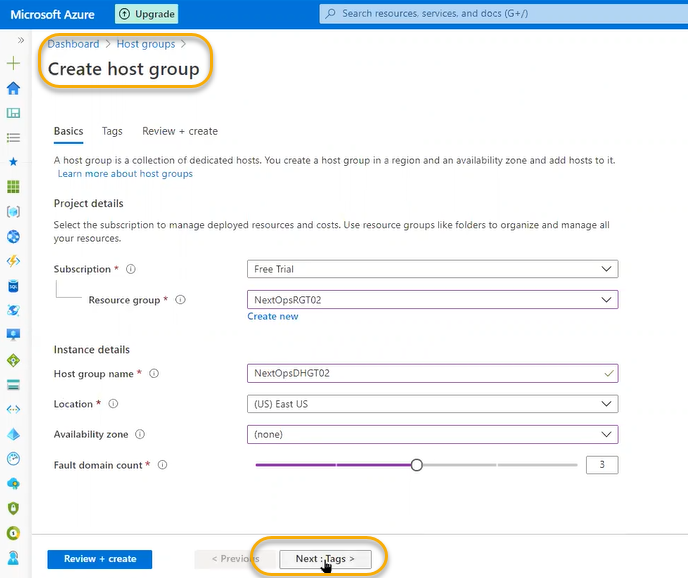 Microsoft Azure
Upgrade
Search resources, services, and docs (G+/)
Dashboard > Host groups >
Create host group
Basics Tags Review + create
A host group is a collection of dedicated hosts. You create a host group in a region and an availability zone and add hosts to it.
Learn more about host groups
Project details
Select the subscription to manage deployed resources and costs. Use resource groups like folders to organize and manage all
your resources.
Subscription * Free Trial
Resource group * NextOpsRGT02
Create new
Instance details
Host group name * NextOpsDHGT02
Location * (US) East US
Availability zone (none)
Fault domain count * 3
Review + create < Previous Next : Tags >